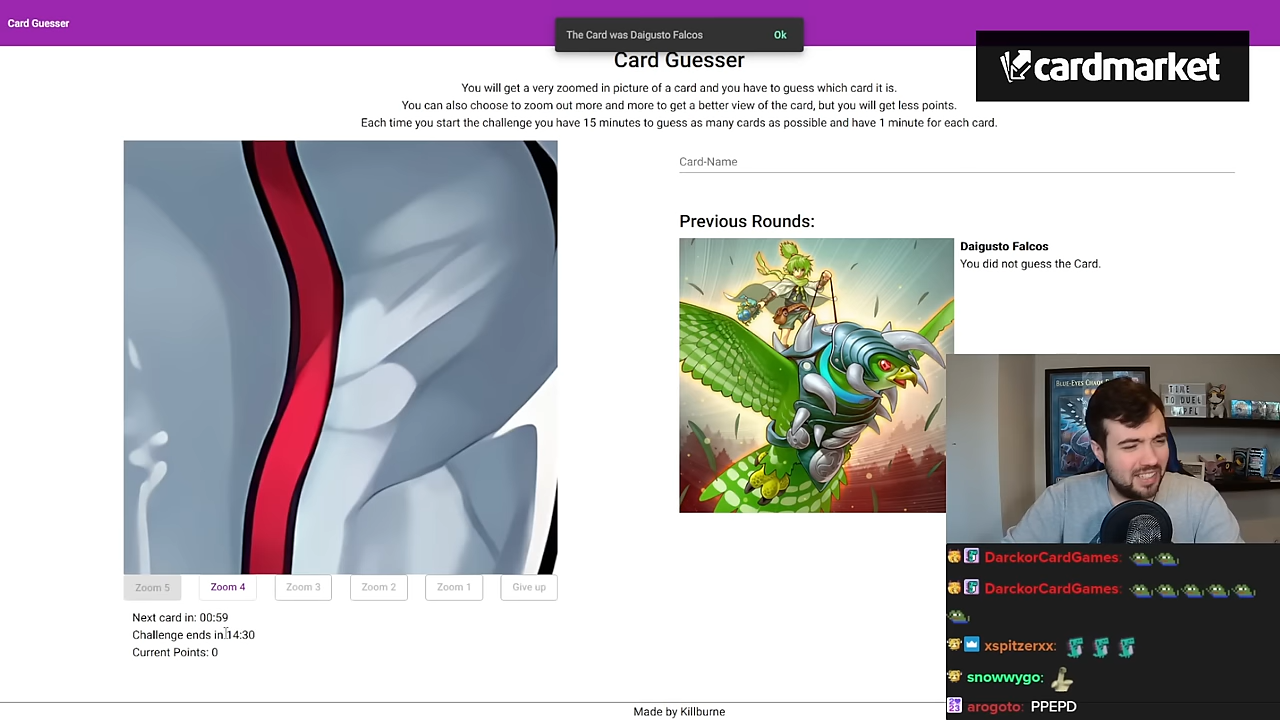 Card Guesser
The Card was Daigusto Falcos
Ok
cardmarket
Card Guesser
You will get a very zoomed in picture of a card and you have to guess which card it is.
You can also choose to zoom out more and more to get a better view of the card, but you will get less points.
Each time you start the challenge you have 15 minutes to guess as many cards as possible and have 1 minute for each card.
Card-Name
Previous Rounds:
Daigusto Falcos
You did not guess the Card.
BLUE-EYES CHAOS
TIME
TO DUEL
Zoom 5
Zoom 4
Zoom 3
Zoom 2
Zoom 1
Give up
Next card in: 00:59
Challenge ends in 14:30
Current Points: 0
DarckorCardGames:
DarckorCardGames:
xspitzerxx:
snowwygo:
arogoto: PPEPD
Made by Killburne